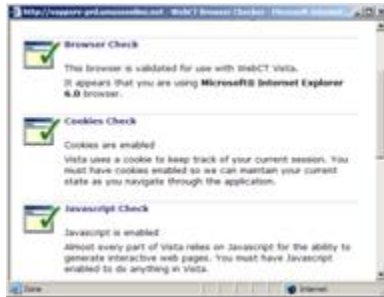 WebCT Browser Checker - Microsoft Internet
Browser Check
This browser is validated for use with WebCT Vista.
It appears that you are using Microsoft® Internet Explorer
6.0 browser.
Cookies Check
Cookies are enabled
Vista uses a cookie to keep track of your current session. You
must have cookies enabled so we can maintain your current
state as you navigate through the application.
Javascript Check
Javascript is enabled
Almost every part of Vista relies on Javascript for the ability to
generate interactive web pages. You must have Javascript
enabled to do anything in Vista.
Done
Internet